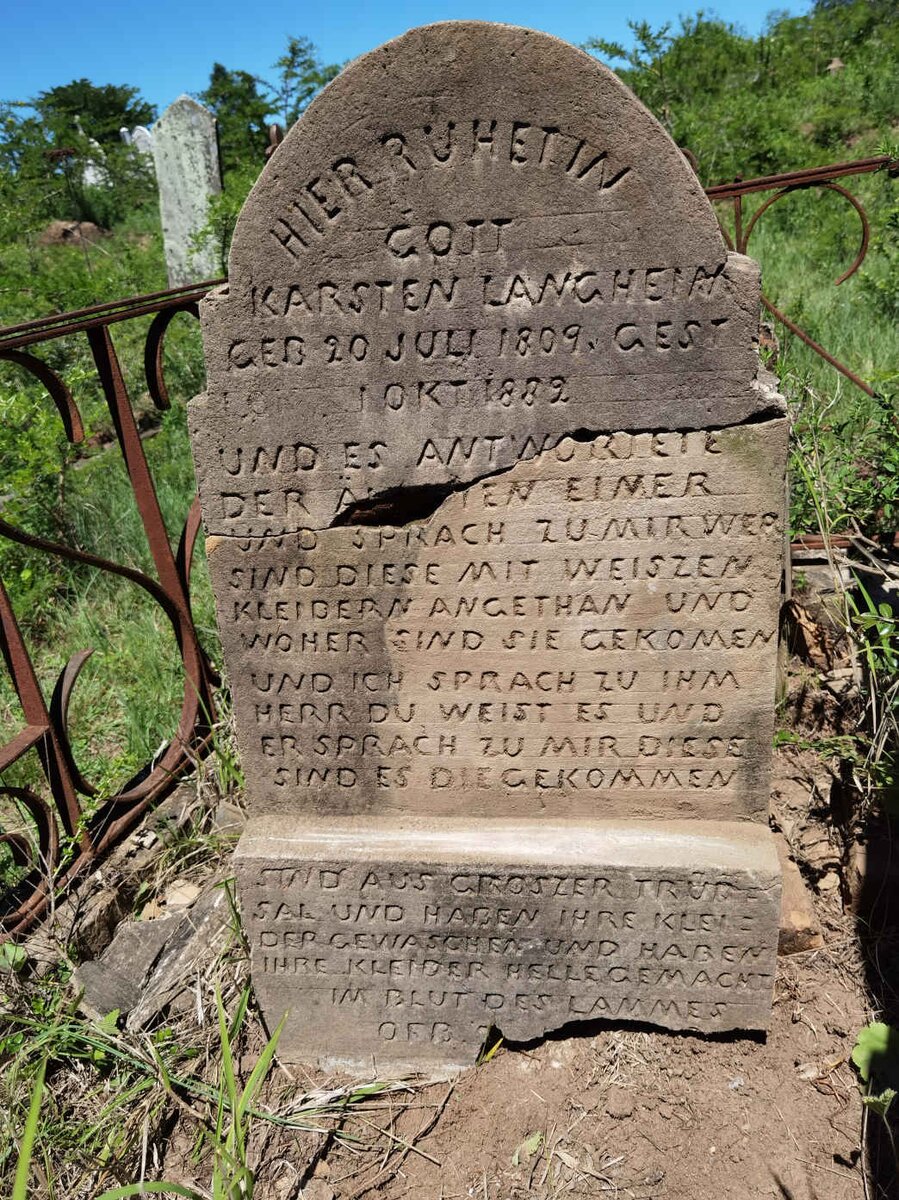 HIER RUHET IN
GOTT
KARSTEN LANGHEIM
GEB 20 JULI 1809. GEST
1 OKT 1882
UND ES ANTWORTETE
DER EINER
UND SPRACH ZU MIR WER
SIND DIESE MIT WEISZEN
KLEIDERN ANGETHAN UND
WOHER SIND SIE GEKOMEN
UND ICH SPRACH ZU IHM
HERR DU WEIST ES UND
ER SPRACH ZU MIR DIESE
SIND ES DIE GEKOMMEN
SIND AUS GROSZER TRÜB-
SAL UND HABEN IHRE KLEI-
DER GEWASCHEN UND HABEN
IHRE KLEIDER HELLE GEMACHT
IM BLUT DES LAMMES
OFB